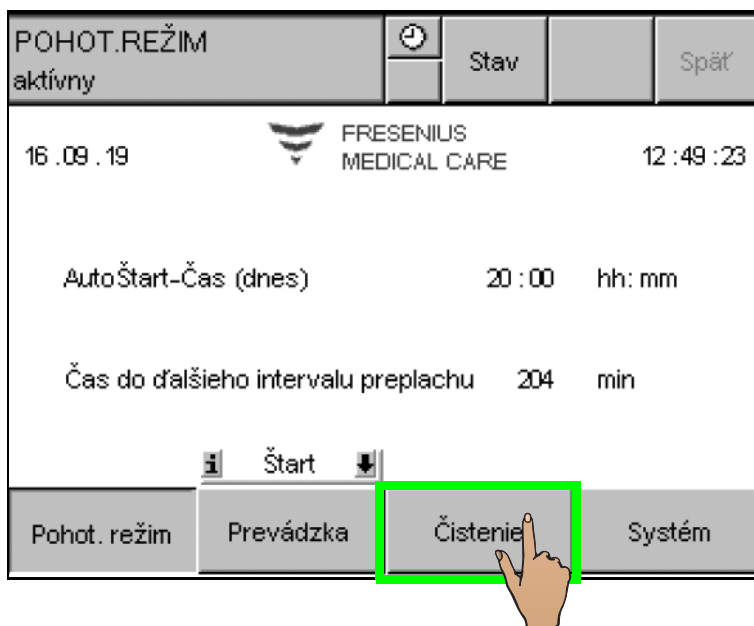 POHOT.REŽIM
aktívny
Stav
Späť
16 .09 .19
FRESENIUS
MEDICAL CARE
12 :49 :23
AutoŠtart-Čas (dnes) 20 : 00 hh: mm
Čas do ďalšieho intervalu preplachu 204 min
i Štart
Pohot. režim Prevádzka Čistenie Systém